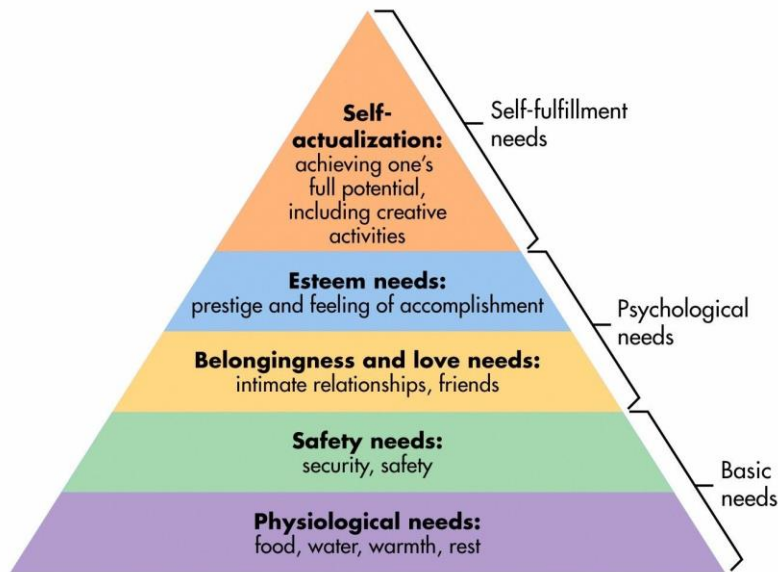 Self-
actualization:
achieving one's
full potential,
including creative
activities
Self-fulfillment
needs
Esteem needs:
prestige and feeling of accomplishment
Psychological
needs
Belongingness and love needs:
intimate relationships, friends
Safety needs:
security, safety
Basic
needs
Physiological needs:
food, water, warmth, rest